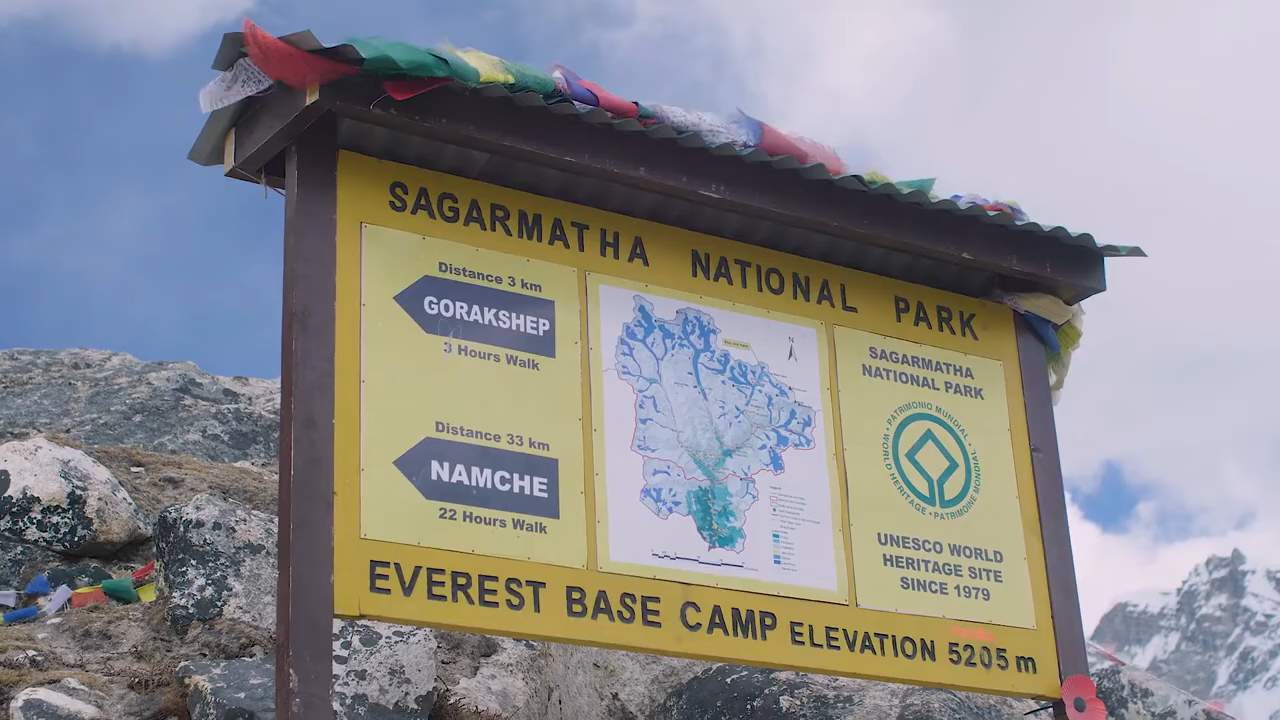 SAGARMATHA NATIONAL PARK
Distance 3 km
GORAKSHEP
3 Hours Walk
Distance 33 km
NAMCHE
22 Hours Walk
N
SAGARMATHA
NATIONAL PARK
PATRIMONIO MUNDIAL • WORLD HERITAGE • PATRIMOINE MONDIAL •
UNESCO WORLD
HERITAGE SITE
SINCE 1979
EVEREST BASE CAMP ELEVATION 5205 m